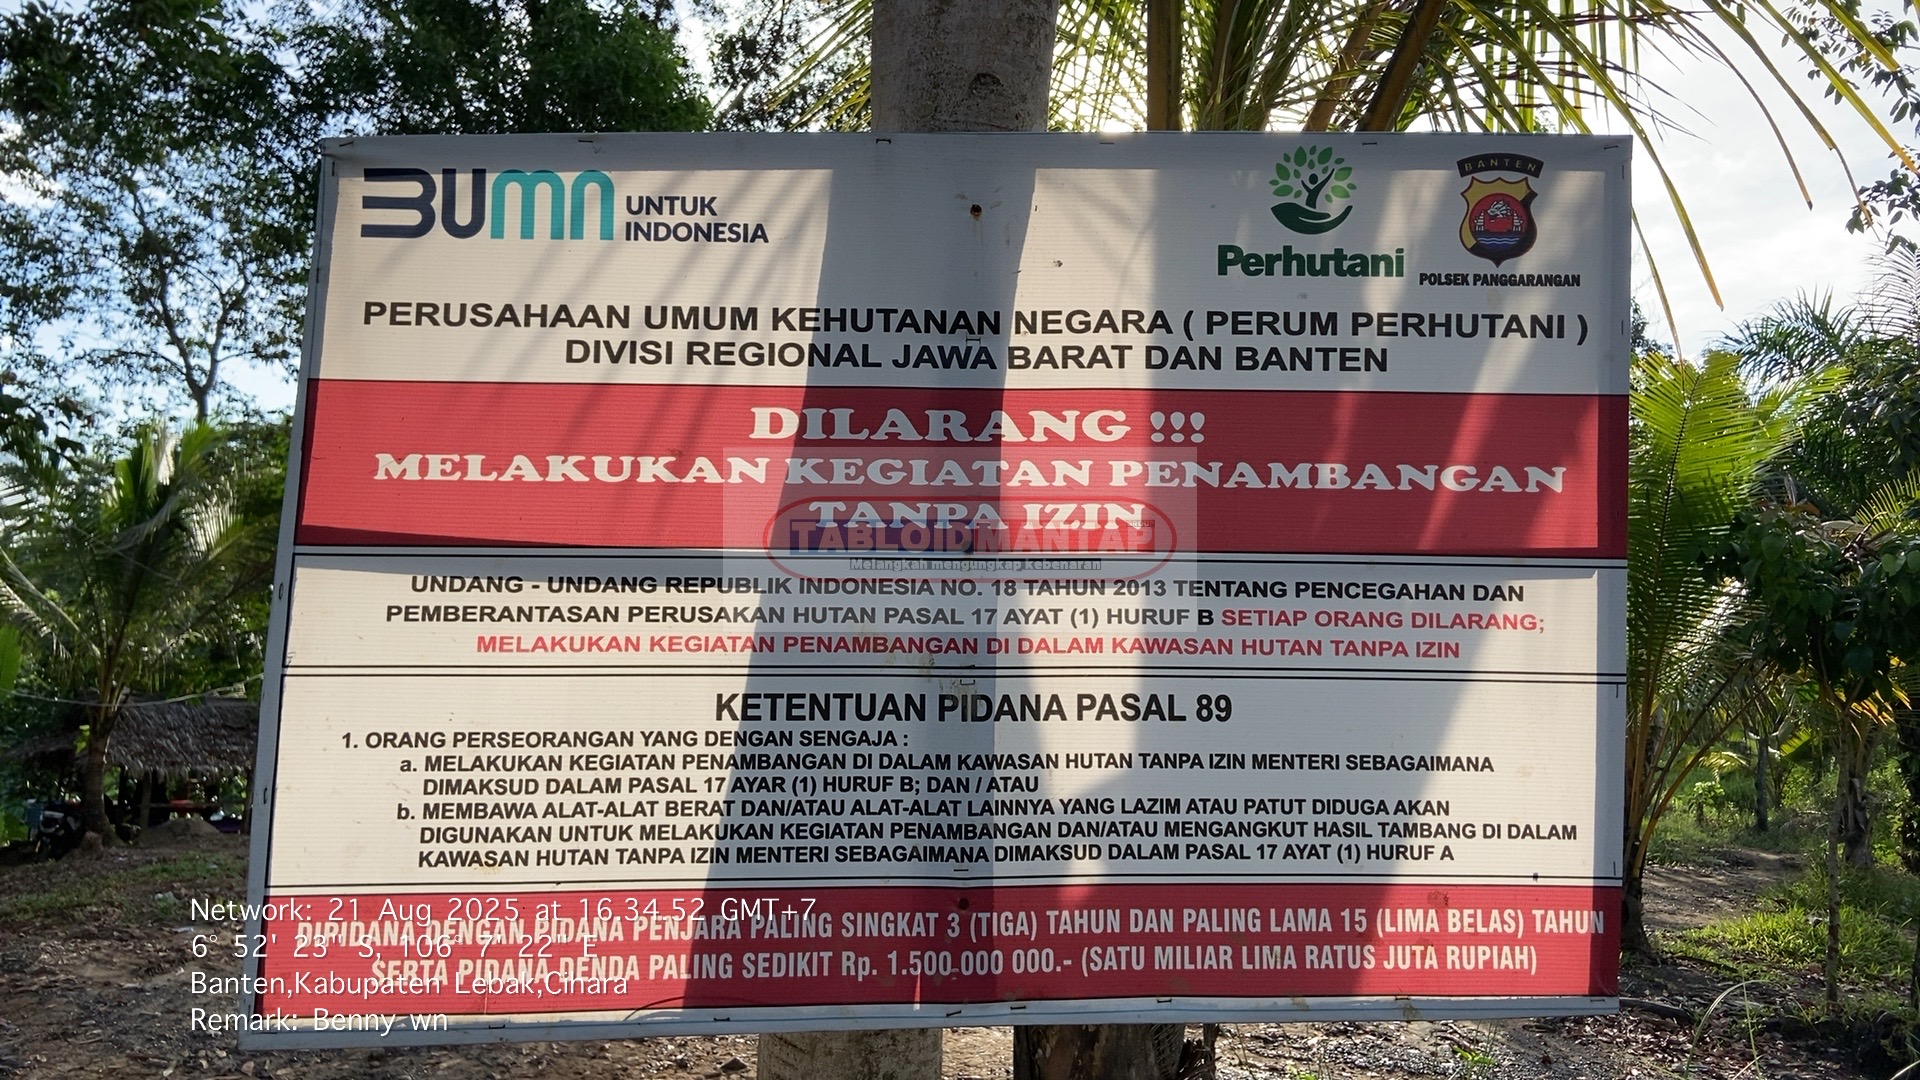 BUMN UNTUK
INDONESIA
Perhutani
BANTEN
POLSEK PANGGARANGAN
PERUSAHAAN UMUM KEHUTANAN NEGARA ( PERUM PERHUTANI )
DIVISI REGIONAL JAWA BARAT DAN BANTEN
DILARANG !!!
MELAKUKAN KEGIATAN PENAMBANGAN
TANPA IZIN
TABLOIDMANTAP
Melangkah mengungkap kebenaran
UNDANG - UNDANG REPUBLIK INDONESIA NO. 18 TAHUN 2013 TENTANG PENCEGAHAN DAN
PEMBERANTASAN PERUSAKAN HUTAN PASAL 17 AYAT (1) HURUF B SETIAP ORANG DILARANG;
MELAKUKAN KEGIATAN PENAMBANGAN DI DALAM KAWASAN HUTAN TANPA IZIN
KETENTUAN PIDANA PASAL 89
1. ORANG PERSEORANGAN YANG DENGAN SENGAJA :
a. MELAKUKAN KEGIATAN PENAMBANGAN DI DALAM KAWASAN HUTAN TANPA IZIN MENTERI SEBAGAIMANA
DIMAKSUD DALAM PASAL 17 AYAR (1) HURUF B; DAN / ATAU
b. MEMBAWA ALAT-ALAT BERAT DAN/ATAU ALAT-ALAT LAINNYA YANG LAZIM ATAU PATUT DIDUGA AKAN
DIGUNAKAN UNTUK MELAKUKAN KEGIATAN PENAMBANGAN DAN/ATAU MENGANGKUT HASIL TAMBANG DI DALAM
KAWASAN HUTAN TANPA IZIN MENTERI SEBAGAIMANA DIMAKSUD DALAM PASAL 17 AYAT (1) HURUF A
DIPIDANA DENGAN PIDANA PENJARA PALING SINGKAT 3 (TIGA) TAHUN DAN PALING LAMA 15 (LIMA BELAS) TAHUN
SERTA PIDANA DENDA PALING SEDIKIT Rp. 1.500.000 000.- (SATU MILIAR LIMA RATUS JUTA RUPIAH)
Network: 21 Aug 2025 at 16.34.52 GMT+7
6° 52' 23" S, 106° 7' 22" E
Banten,Kabupaten Lebak,Cihara
Remark: Benny wn